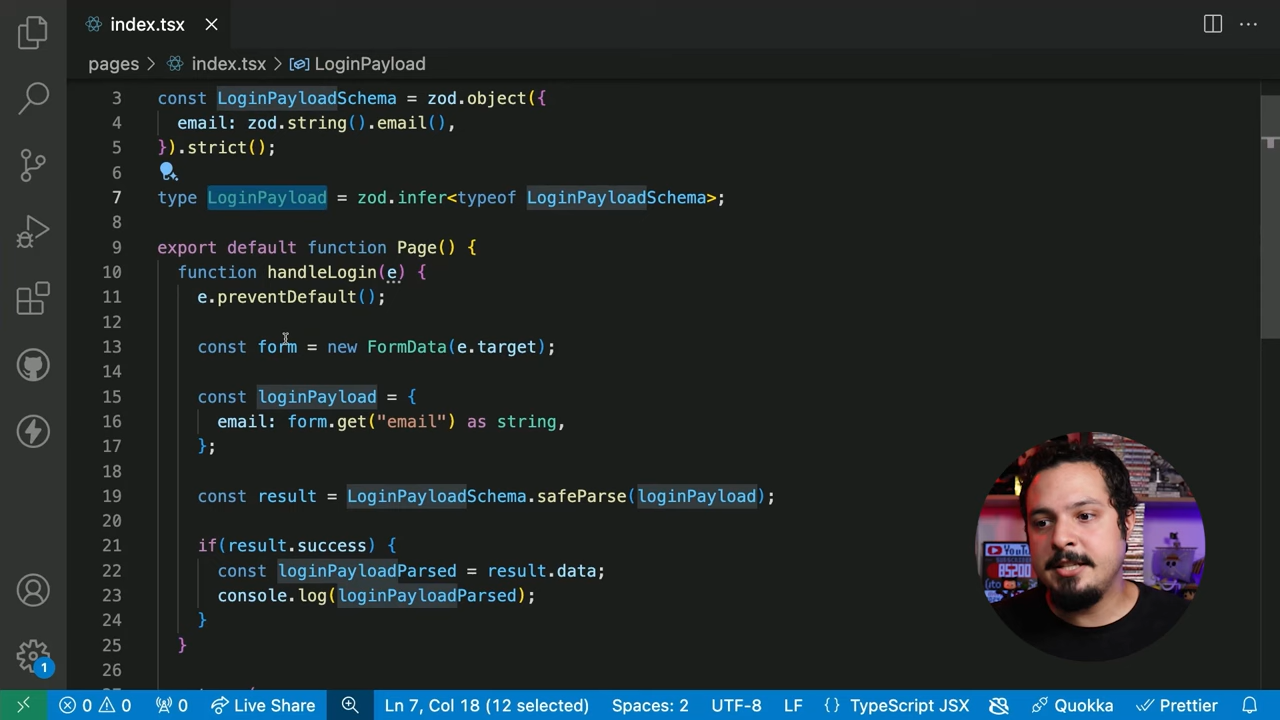 index.tsx
pages > index.tsx > LoginPayload
3 const LoginPayloadSchema = zod.object({
4 email: zod.string().email(),
5 }).strict();
6
7 type LoginPayload = zod.infer<typeof LoginPayloadSchema>;
8
9 export default function Page() {
10 function handleLogin(e) {
11 e.preventDefault();
12
13 const form = new FormData(e.target);
14
15 const loginPayload = {
16 email: form.get("email") as string,
17 };
18
19 const result = LoginPayloadSchema.safeParse(loginPayload);
20
21 if(result.success) {
22 const loginPayloadParsed = result.data;
23 console.log(loginPayloadParsed);
24 }
25 }
26
YouTube
85200
1
0 0 0 Live Share Ln 7, Col 18 (12 selected) Spaces: 2 UTF-8 LF {} TypeScript JSX Quokka Prettier